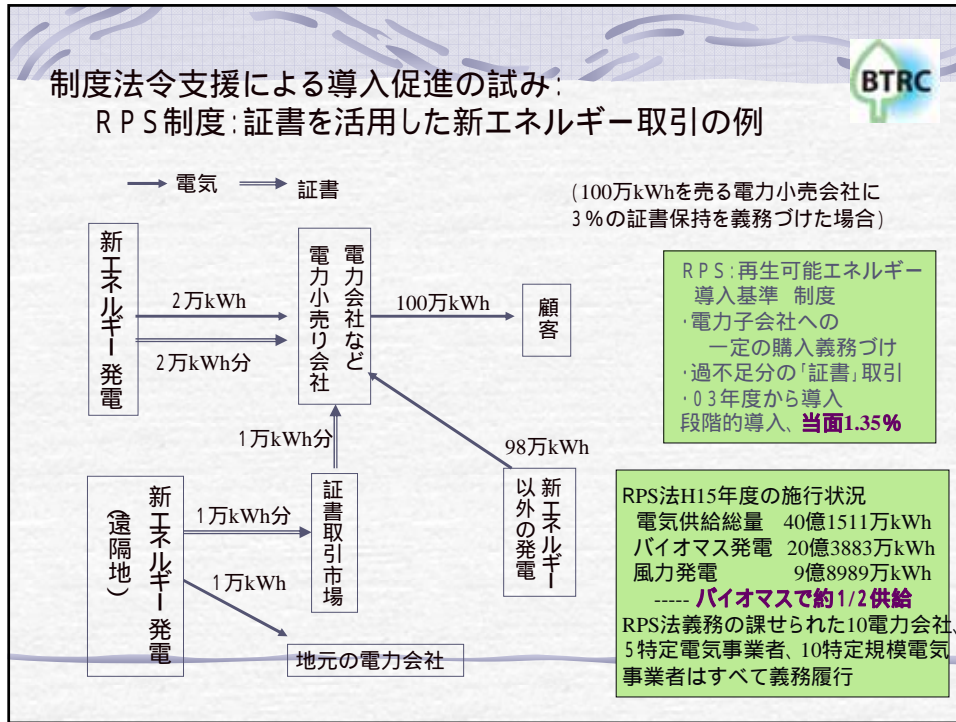 制度法令支援による導入促進の試み:
RPS制度:証書を活用した新エネルギー取引の例
BTRC
電気
証書
(100万kWhを売る電力小売会社に
3%の証書保持を義務づけた場合)
新エネルギー発電
2万kWh
2万kWh分
電力会社など
電力小売り会社
100万kWh
顧客
RPS:再生可能エネルギー
導入基準 制度
・電力子会社への
一定の購入義務づけ
・過不足分の「証書」取引
・03年度から導入
段階的導入、当面1.35%
1万kWh分
98万kWh
新エネルギー発電
(遠隔地)
1万kWh分
1万kWh
証書取引市場
新エネルギー
以外の発電
地元の電力会社
RPS法H15年度の施行状況
電気供給総量 40億1511万kWh
バイオマス発電 20億3883万kWh
風力発電 9億8989万kWh
----- バイオマスで約1/2供給
RPS法義務の課せられた10電力会社、
5特定電気事業者、10特定規模電気
事業者はすべて義務履行